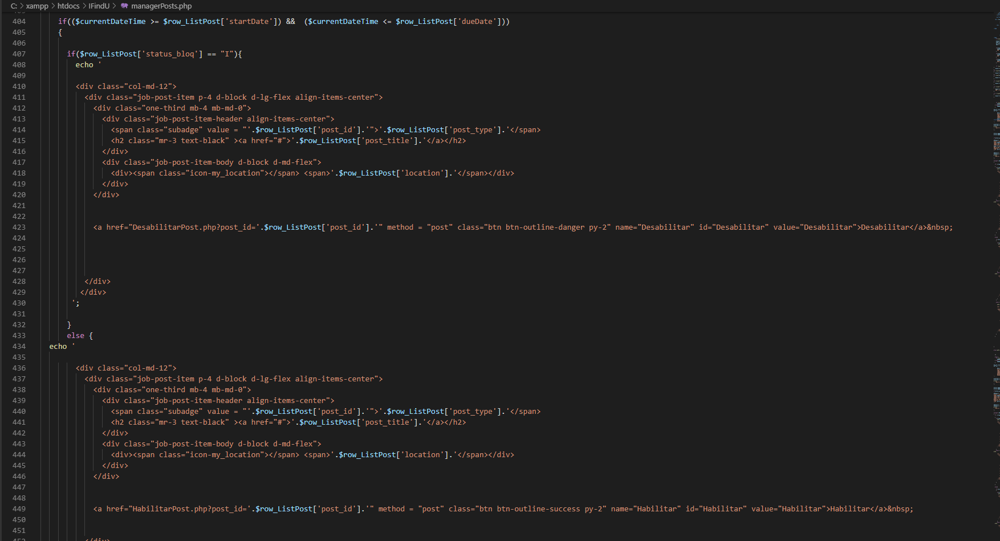 C: > xampp > htdocs > IFindU > managerPosts.php
404 if(($currentDateTime >= $row_ListPost['startDate']) && ($currentDateTime <= $row_ListPost['dueDate']))
405 {
406
407 if($row_ListPost['status_bloq'] == "I"){
408 echo '
409
410 <div class="col-md-12">
411 <div class="job-post-item p-4 d-block d-lg-flex align-items-center">
412 <div class="one-third mb-4 mb-md-0">
413 <div class="job-post-item-header align-items-center">
414 <span class="subadge" value = "'.$row_ListPost['post_id'].'">'.$row_ListPost['post_type'].'</span>
415 <h2 class="mr-3 text-black" ><a href="#">'.$row_ListPost['post_title'].'</a></h2>
416 </div>
417 <div class="job-post-item-body d-block d-md-flex">
418 <div><span class="icon-my_location"></span> <span>'.$row_ListPost['location'].'</span></div>
419 </div>
420 </div>
421
422
423 <a href="DesabilitarPost.php?post_id='.$row_ListPost['post_id'].'" method = "post" class="btn btn-outline-danger py-2" name="Desabilitar" id="Desabilitar" value="Desabilitar">Desabilitar</a>&nbsp;
424
425
426
427
428 </div>
429 </div>
430 ';
431
432 }
433 else {
434 echo '
435
436 <div class="col-md-12">
437 <div class="job-post-item p-4 d-block d-lg-flex align-items-center">
438 <div class="one-third mb-4 mb-md-0">
439 <div class="job-post-item-header align-items-center">
440 <span class="subadge" value = "'.$row_ListPost['post_id'].'">'.$row_ListPost['post_type'].'</span>
441 <h2 class="mr-3 text-black" ><a href="#">'.$row_ListPost['post_title'].'</a></h2>
442 </div>
443 <div class="job-post-item-body d-block d-md-flex">
444 <div><span class="icon-my_location"></span> <span>'.$row_ListPost['location'].'</span></div>
445 </div>
446 </div>
447
448
449 <a href="HabilitarPost.php?post_id='.$row_ListPost['post_id'].'" method = "post" class="btn btn-outline-success py-2" name="Habilitar" id="Habilitar" value="Habilitar">Habilitar</a>&nbsp;
450
451
452 </div>